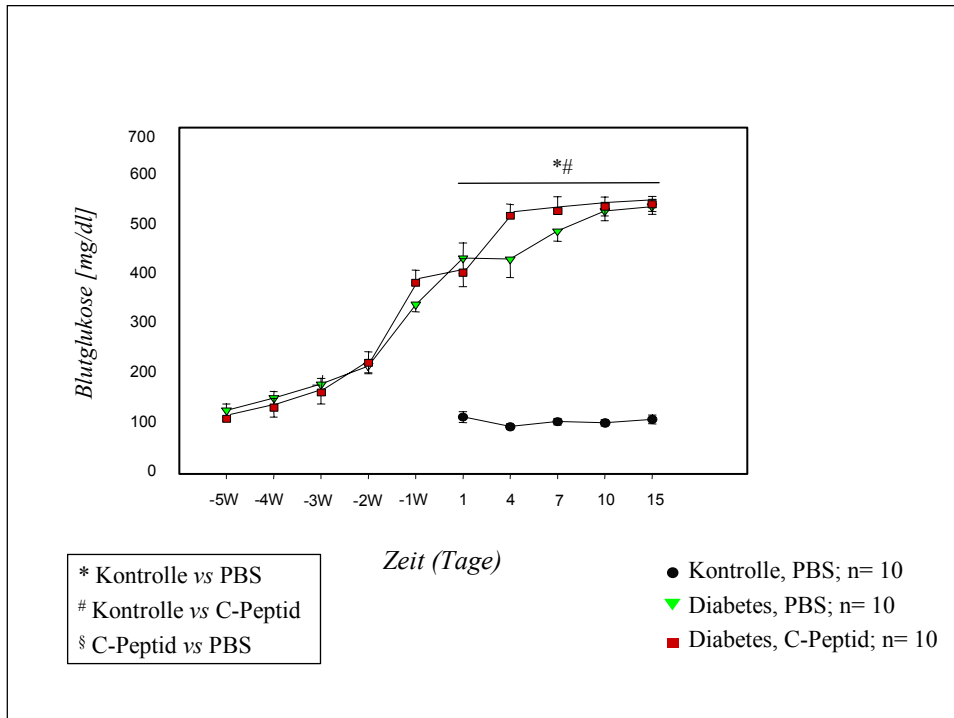 700
600
500
400
300
200
100
0
Blutglukose [mg/dl]
*#
-5W -4W -3W -2W -1W 1 4 7 10 15
Zeit (Tage)
* Kontrolle vs PBS
# Kontrolle vs C-Peptid
§ C-Peptid vs PBS
Kontrolle, PBS; n= 10
Diabetes, PBS; n= 10
Diabetes, C-Peptid; n= 10